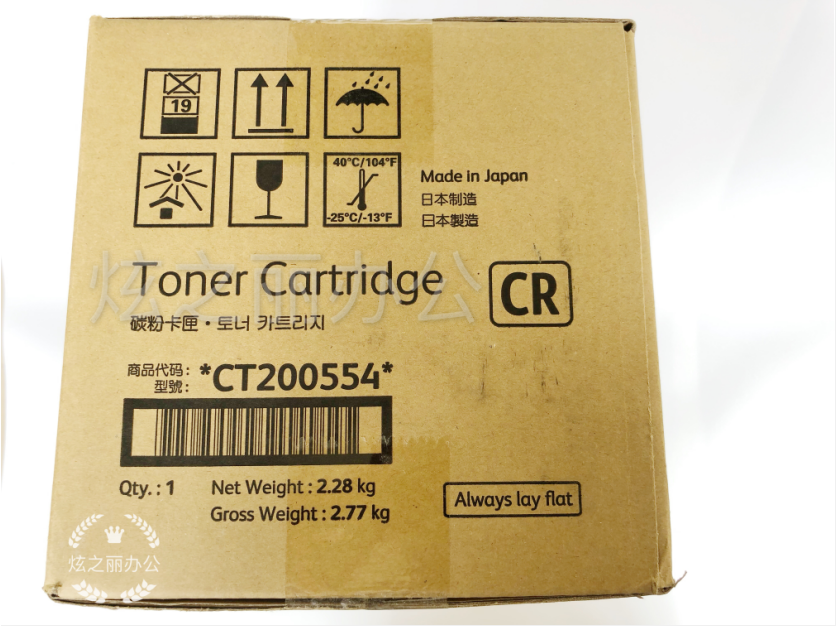 19
40°C/104°F
-25°C/-13°F
Made in Japan
日本制造
日本製造
炫之丽办公
Toner Cartridge
CR
碳粉卡匣・토너 카트리지
商品代码:
型號:
*CT200554*
Qty. : 1
Net Weight : 2.28 kg
Gross Weight : 2.77 kg
Always lay flat
炫之丽办公